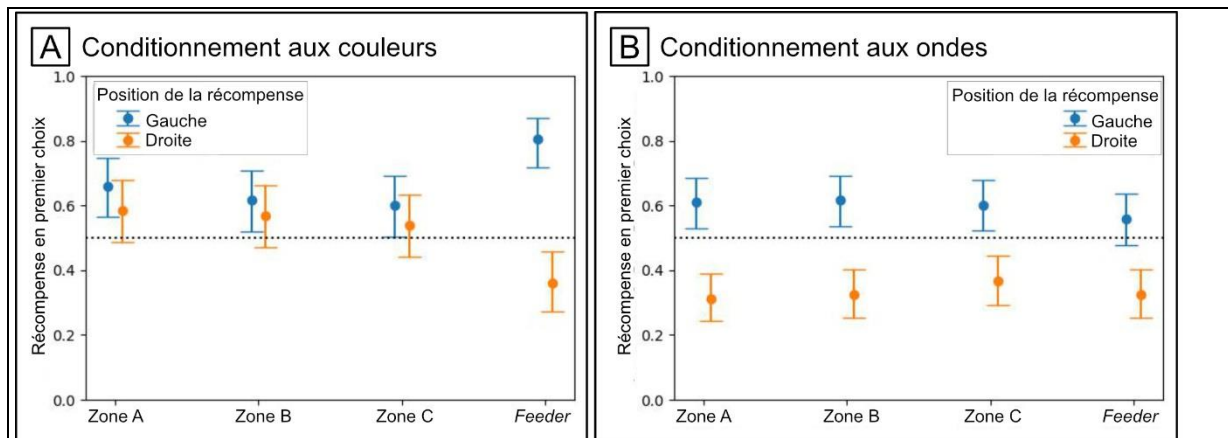 A Conditionnement aux couleurs
Récompense en premier choix
1.0
0.8
0.6
0.4
0.2
0.0
Position de la récompense
Gauche
Droite
Zone A Zone B Zone C Feeder
B Conditionnement aux ondes
Récompense en premier choix
1.0
0.8
0.6
0.4
0.2
0.0
Position de la récompense
Gauche
Droite
Zone A Zone B Zone C Feeder